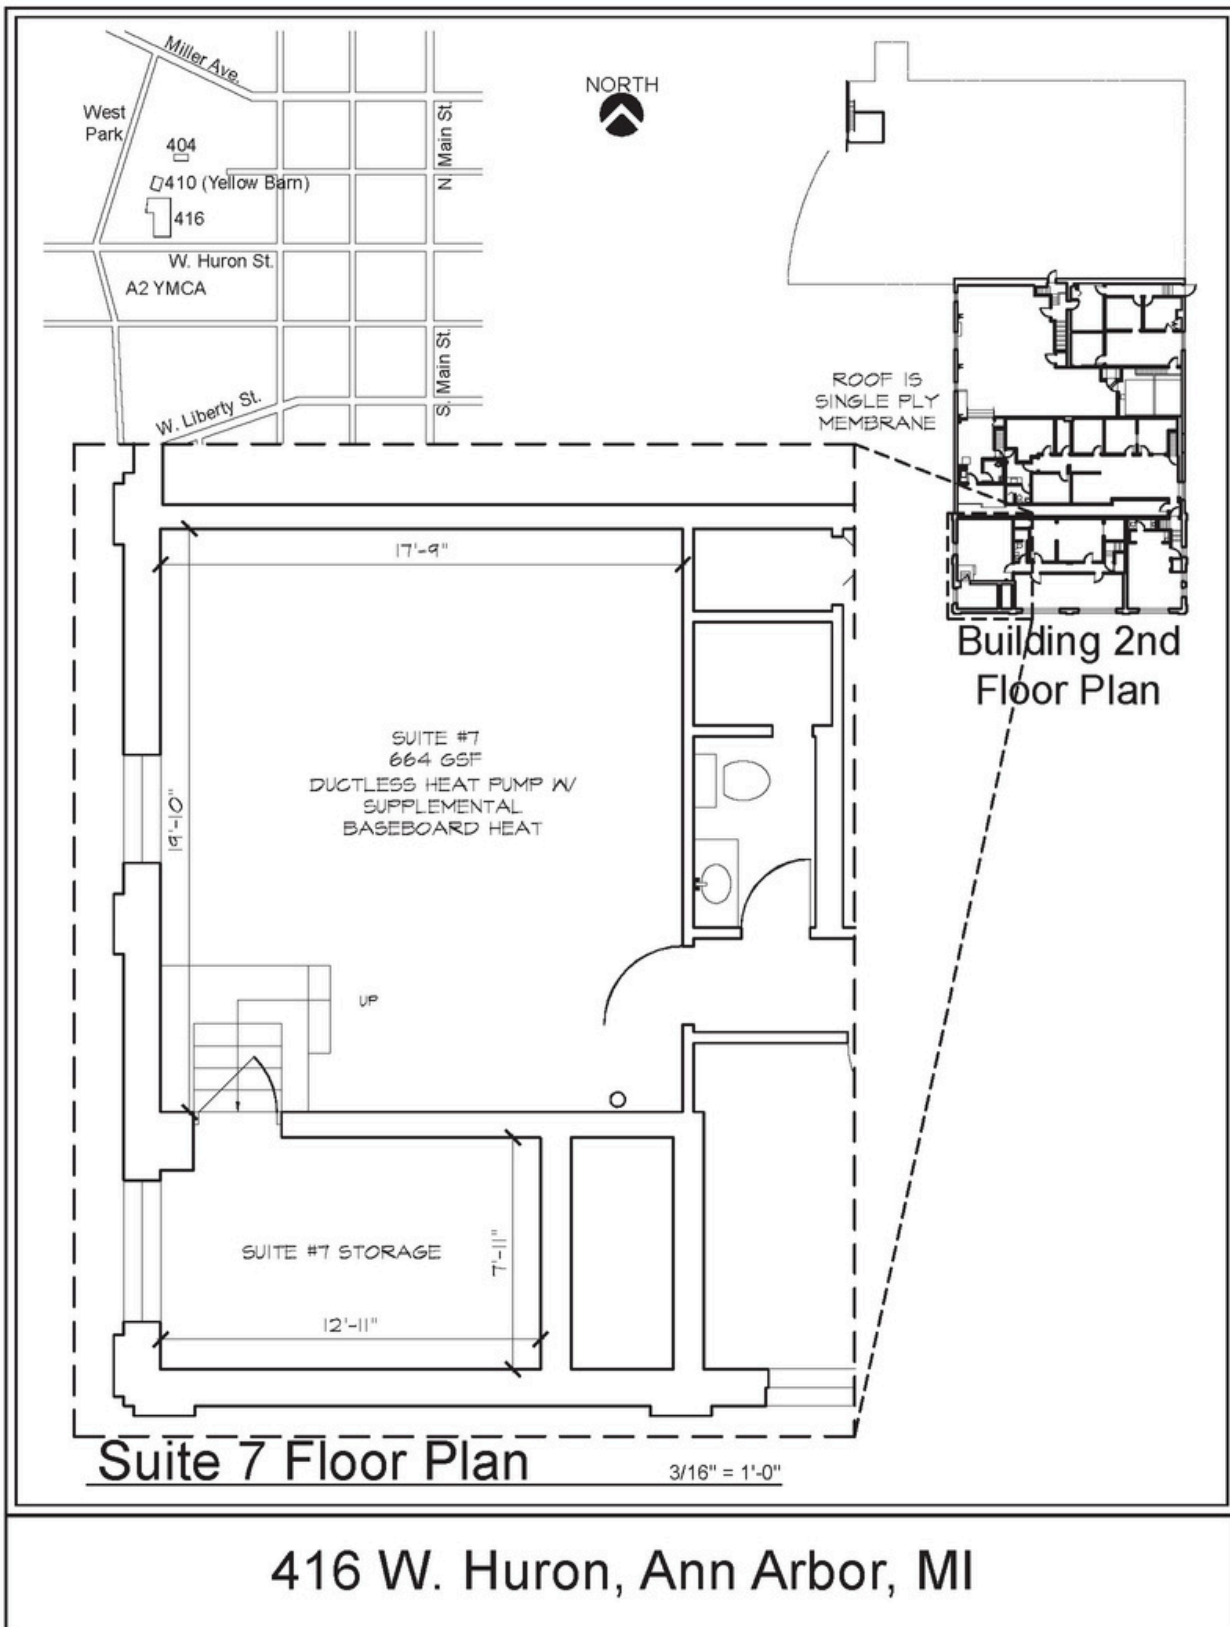 Miller Ave.
West
Park
404
410 (Yellow Barn)
416
N. Main St.
W. Huron St.
A2 YMCA
S. Main St.
W. Liberty St.
NORTH
ROOF IS
SINGLE PLY
MEMBRANE
Building 2nd
Floor Plan
17'-9"
SUITE #7
664 GSF
DUCTLESS HEAT PUMP W/
SUPPLEMENTAL
BASEBOARD HEAT
19'-10"
UP
SUITE #7 STORAGE
7'-11"
12'-11"
Suite 7 Floor Plan
3/16" = 1'-0"
416 W. Huron, Ann Arbor, MI